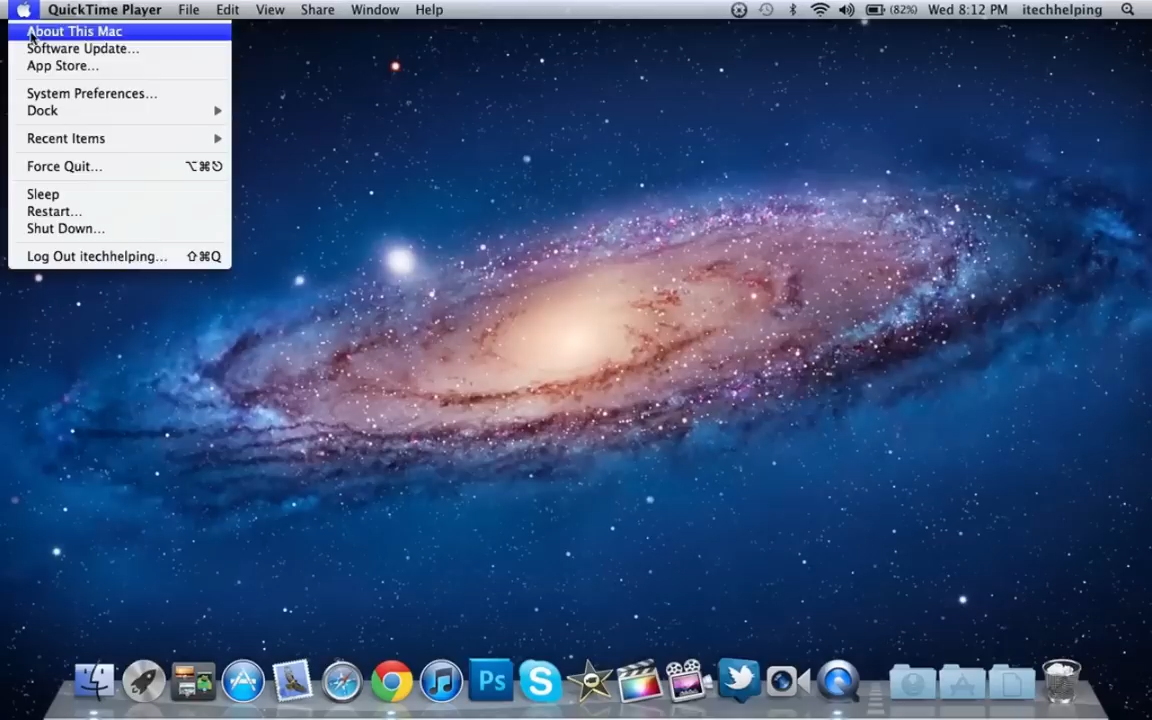 QuickTime Player File Edit View Share Window Help (82%) Wed 8:12 PM itechhelping
About This Mac
Software Update...
App Store...
System Preferences...
Dock
Recent Items
Force Quit... ⌥⌘⎋
Sleep
Restart...
Shut Down...
Log Out itechhelping... ⇧⌘Q
Ps